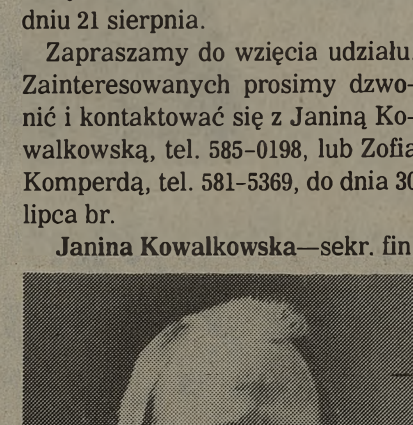 dniu 21 sierpnia.
Zapraszamy do wzięcia udziału.
Zainteresowanych prosimy dzwo-
nić i kontaktować się z Janiną Ko-
walkowską, tel. 585-0198, lub Zofią
Komperdą, tel. 581-5369, do dnia 30
lipca br.
Janina Kowalkowska—sekr. fin